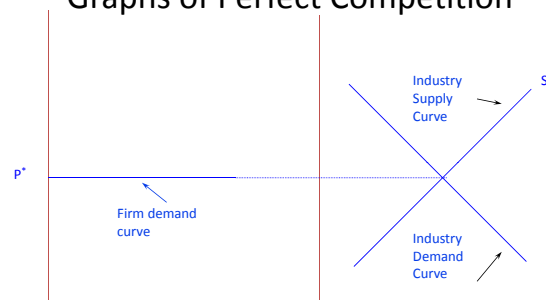 Graphs of Perfect Competition
Industry
Supply
Curve
S
P*
Firm demand
curve
Industry
Demand
Curve